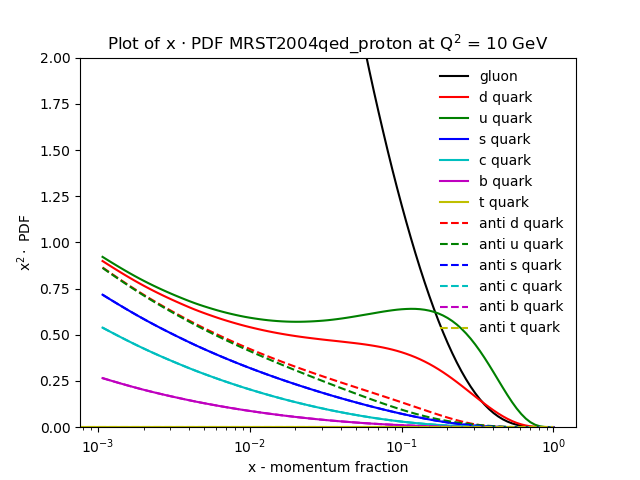 Plot of x · PDF MRST2004qed_proton at Q² = 10 GeV
x²· PDF
2.00
1.75
1.50
1.25
1.00
0.75
0.50
0.25
0.00
gluon
d quark
u quark
s quark
c quark
b quark
t quark
anti d quark
anti u quark
anti s quark
anti c quark
anti b quark
anti t quark
10⁻³ 10⁻² 10⁻¹ 10⁰
x - momentum fraction